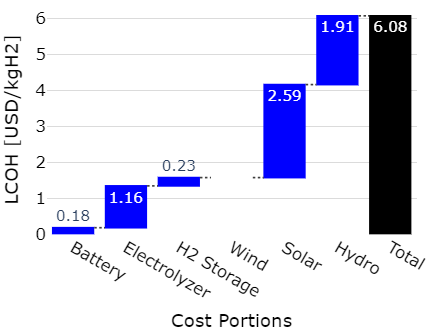 LCOH [USD/kgH2]
6
5
4
3
2
1
0
0.18
1.16
0.23
2.59
1.91
6.08
Battery
Electrolyzer
H2 Storage
Wind
Solar
Hydro
Total
Cost Portions